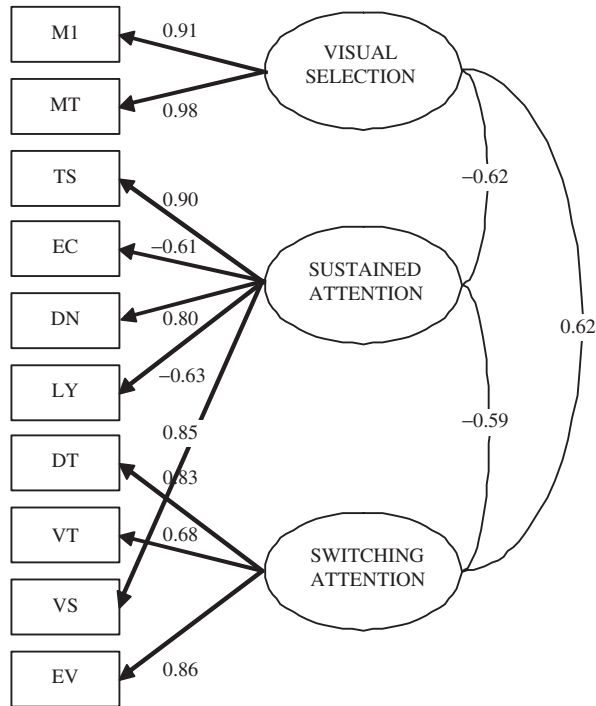 M1
0.91
VISUAL
SELECTION
MT
0.98
TS
0.90
−0.62
EC
−0.61
SUSTAINED
ATTENTION
DN
0.80
0.62
LY
−0.63
0.85
−0.59
DT
0.83
VT
0.68
SWITCHING
ATTENTION
VS
EV
0.86